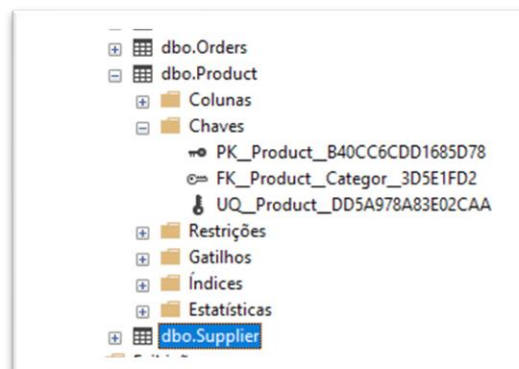 dbo.Orders
dbo.Product
Colunas
Chaves
PK__Product__B40CC6CDD1685D78
FK__Product__Categor__3D5E1FD2
UQ__Product__DD5A978A83E02CAA
Restrições
Gatilhos
Índices
Estatísticas
dbo.Supplier